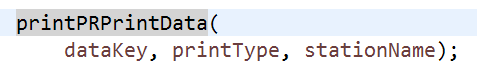 printPRPrintData(
dataKey, printType, stationName);